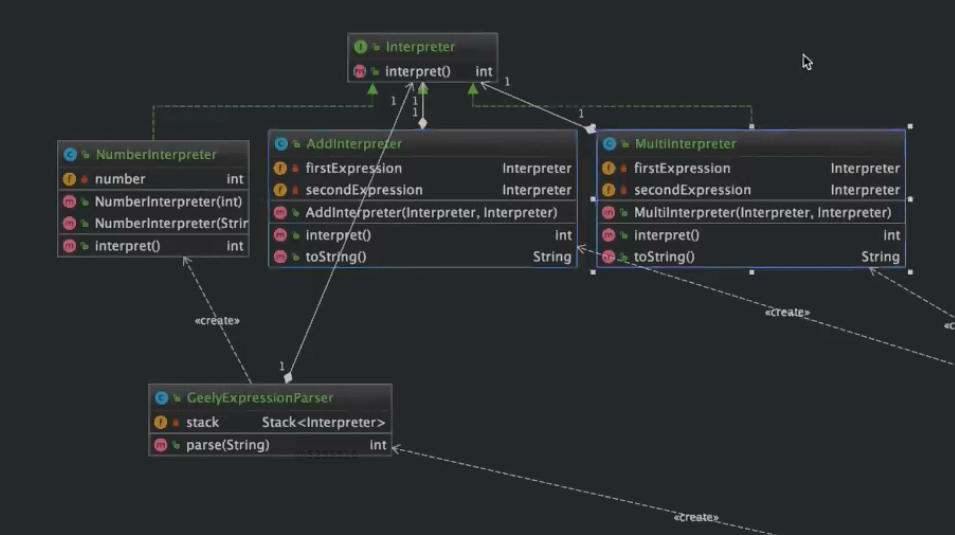 Interpreter
interpret() int
1
1
1
1
1
NumberInterpreter
number int
NumberInterpreter(int)
NumberInterpreter(Strin
interpret() int
AddInterpreter
firstExpression Interpreter
secondExpression Interpreter
AddInterpreter(Interpreter, Interpreter)
interpret() int
toString() String
MultiInterpreter
firstExpression Interpreter
secondExpression Interpreter
MultiInterpreter(Interpreter, Interpreter)
interpret() int
toString() String
«create»
«create»
«c
1
GeelyExpressionParser
stack Stack<Interpreter>
parse(String) int
«create»